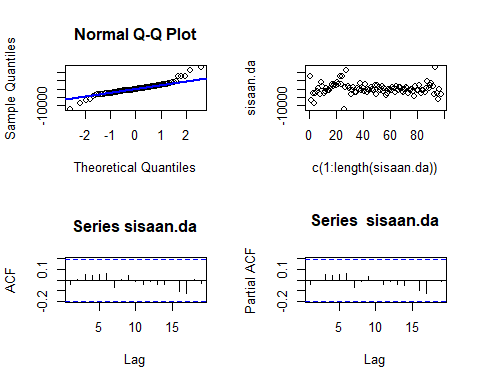 Normal Q-Q Plot
Sample Quantiles
-10000
-2 -1 0 1 2
Theoretical Quantiles
sisaan.da
-10000
0 20 40 60 80
c(1:length(sisaan.da))
Series sisaan.da
ACF
-0.2 0.1
5 10 15
Lag
Series sisaan.da
Partial ACF
-0.2 0.1
5 10 15
Lag